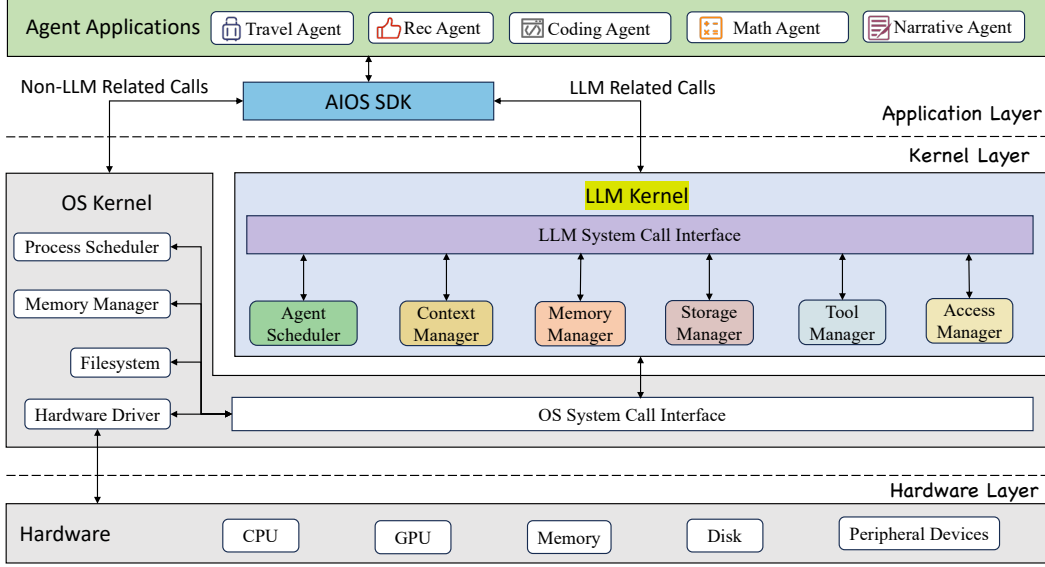 Agent Applications
Travel Agent
Rec Agent
Coding Agent
Math Agent
Narrative Agent
Non-LLM Related Calls
AIOS SDK
LLM Related Calls
Application Layer
Kernel Layer
OS Kernel
LLM Kernel
Process Scheduler
Memory Manager
Filesystem
Hardware Driver
LLM System Call Interface
Agent
Scheduler
Context
Manager
Memory
Manager
Storage
Manager
Tool
Manager
Access
Manager
OS System Call Interface
Hardware Layer
Hardware
CPU
GPU
Memory
Disk
Peripheral Devices